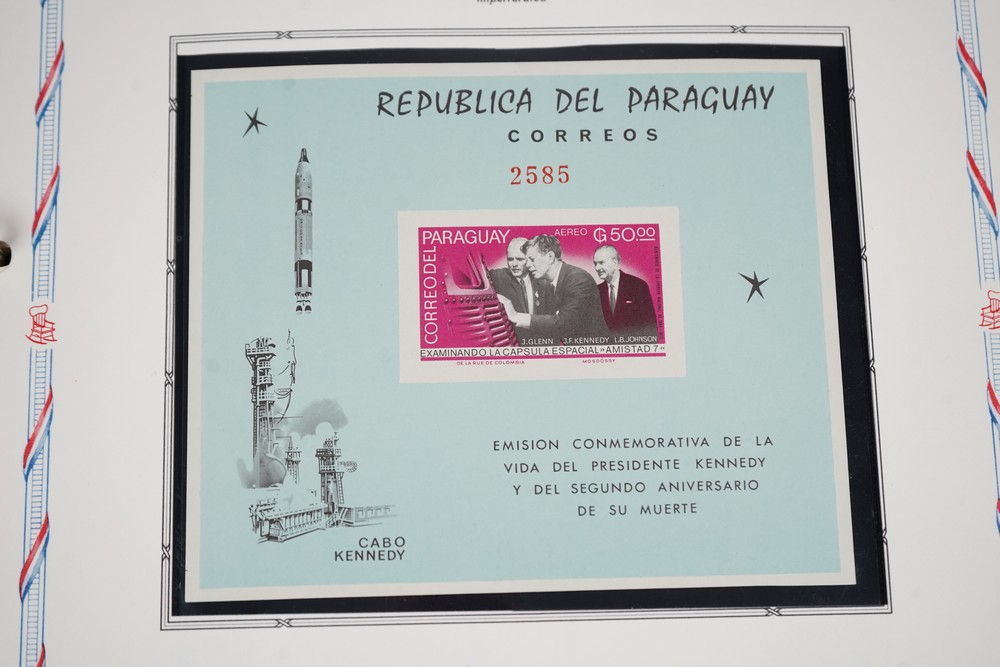 REPUBLICA DEL PARAGUAY
CORREOS
2585
CORREO DEL
PARAGUAY
AEREO
₲50.00
J.GLENN J.F.KENNEDY L.B.JOHNSON
EXAMINANDO LA CAPSULA ESPACIAL "AMISTAD 7"
DE LA RUE DE COLOMBIA
EMISION CONMEMORATIVA DE LA
VIDA DEL PRESIDENTE KENNEDY
Y DEL SEGUNDO ANIVERSARIO
DE SU MUERTE
CABO
KENNEDY